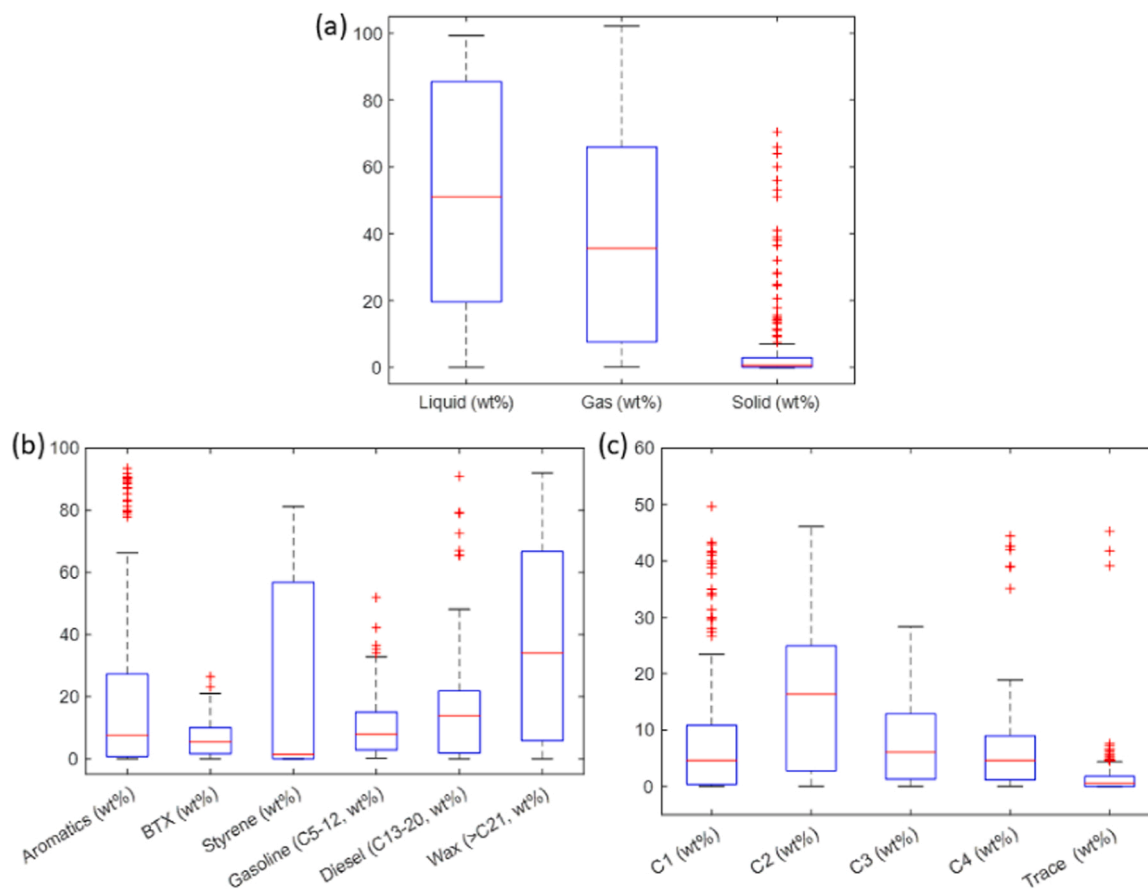 (a)
100
80
60
40
20
0
Liquid (wt%) Gas (wt%) Solid (wt%)
(b)
100
80
60
40
20
0
Aromatics (wt%)
BTX (wt%)
Styrene (wt%)
Gasoline (C5-12, wt%)
Diesel (C13-20, wt%)
Wax (>C21, wt%)
(c)
60
50
40
30
20
10
0
C1 (wt%)
C2 (wt%)
C3 (wt%)
C4 (wt%)
Trace (wt%)